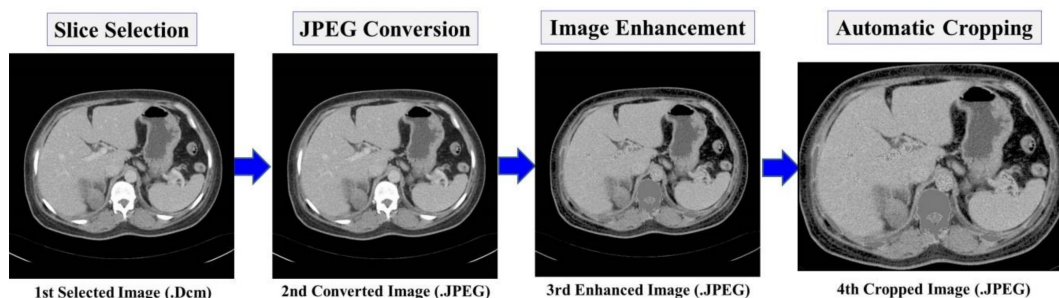 Slice Selection
JPEG Conversion
Image Enhancement
Automatic Cropping
1st Selected Image (.Dcm)
2nd Converted Image (.JPEG)
3rd Enhanced Image (.JPEG)
4th Cropped Image (.JPEG)